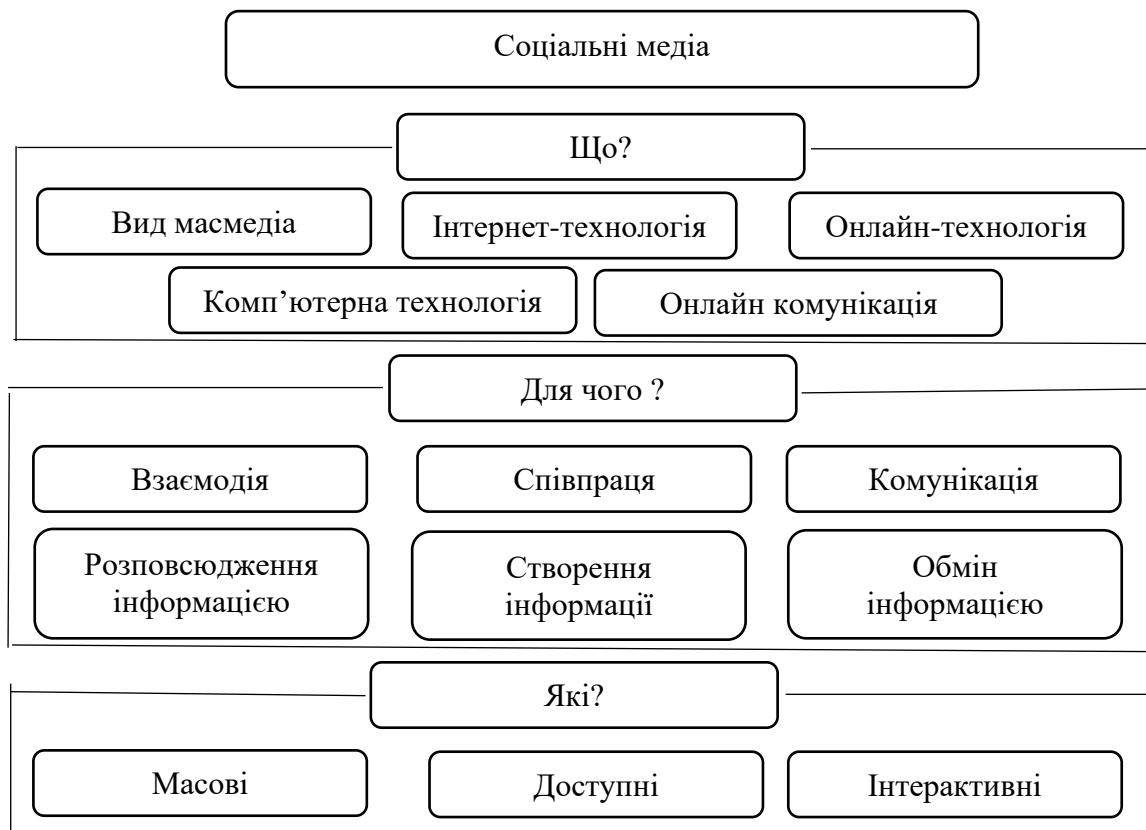 Соціальні медіа
Що?
Вид масмедіа
Інтернет-технологія
Онлайн-технологія
Комп’ютерна технологія
Онлайн комунікація
Для чого ?
Взаємодія
Співпраця
Комунікація
Розповсюдження
інформацією
Створення
інформації
Обмін
інформацією
Які?
Масові
Доступні
Інтерактивні